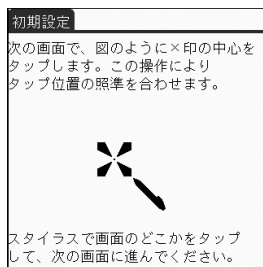 初期設定
次の画面で、図のように×印の中心を
タップします。この操作により
タップ位置の照準を合わせます。
スタイラスで画面のどこかをタップ
して、次の画面に進んでください。